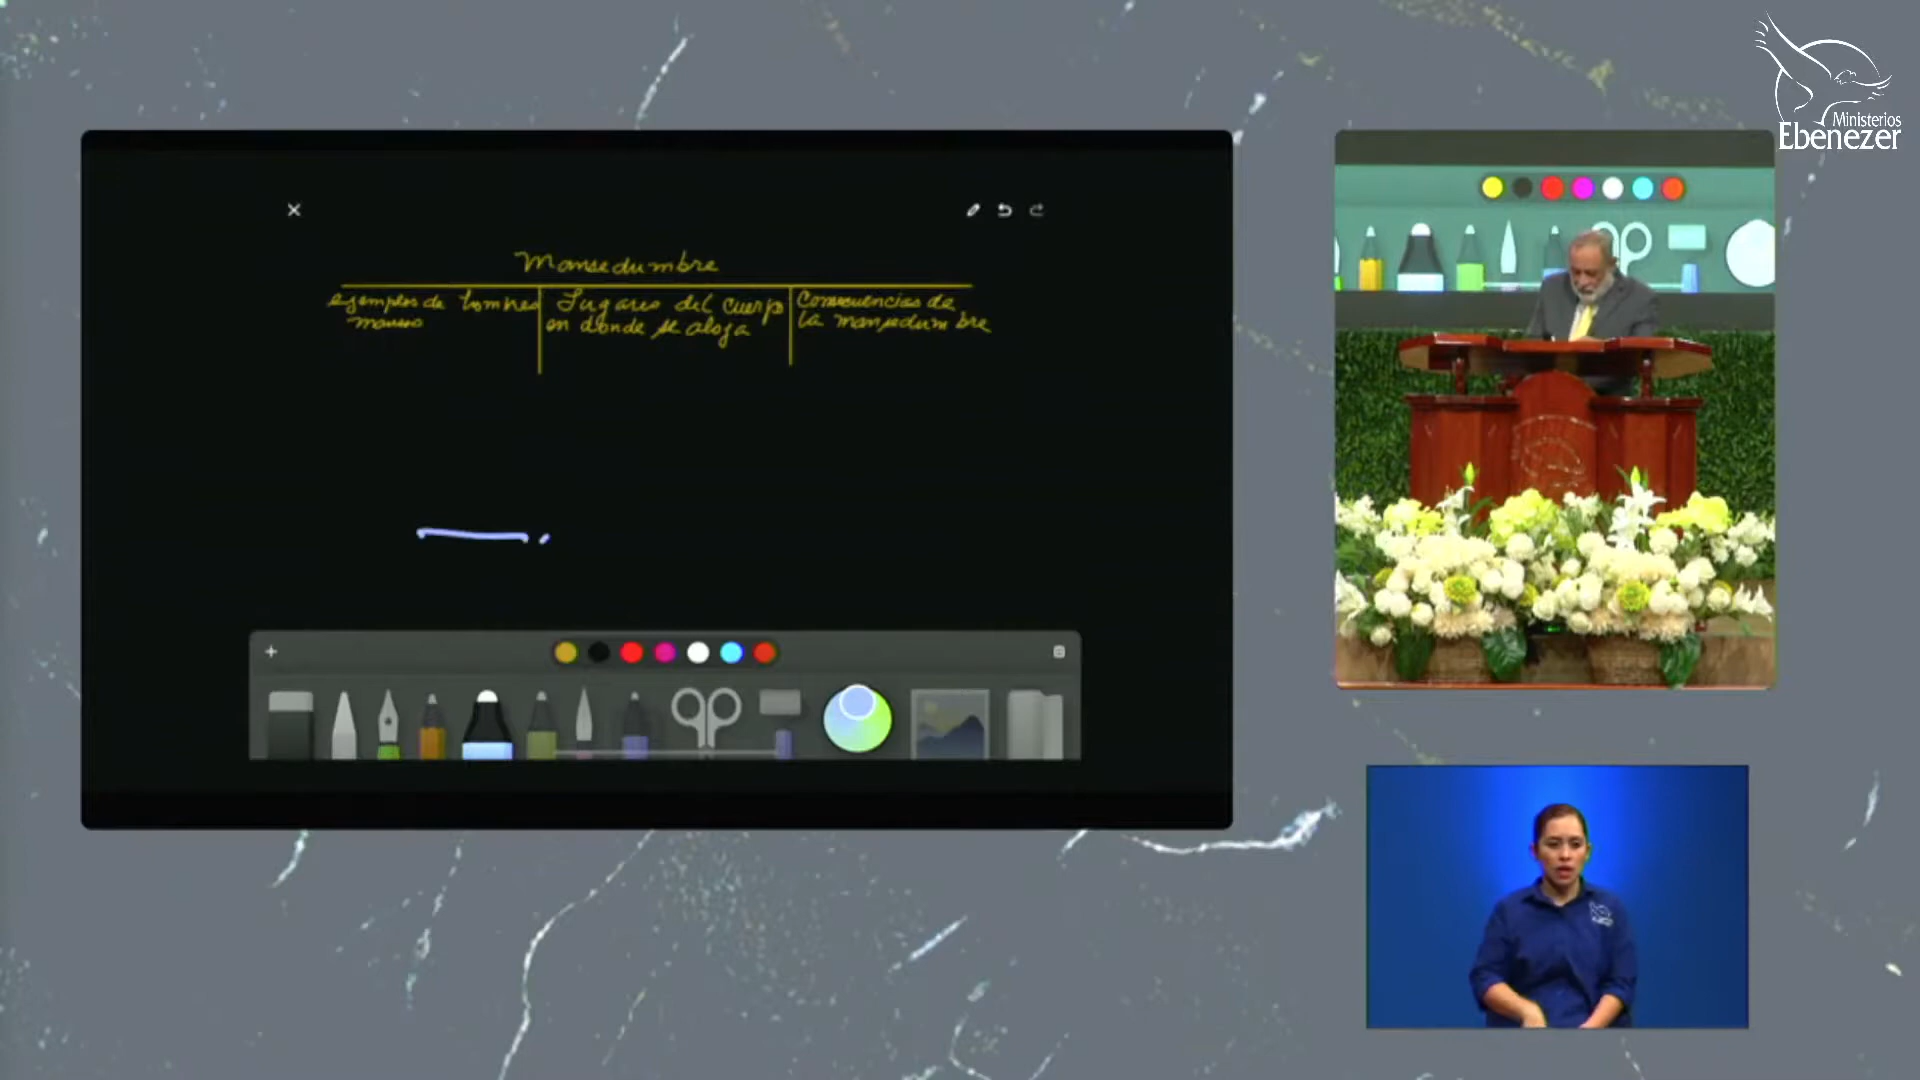 Ministerios
Ebenezer
Mansedumbre
ejemplos de hombres
mansos
Lugares del cuerpo
en donde se aloja
Consecuencias de
la mansedumbre